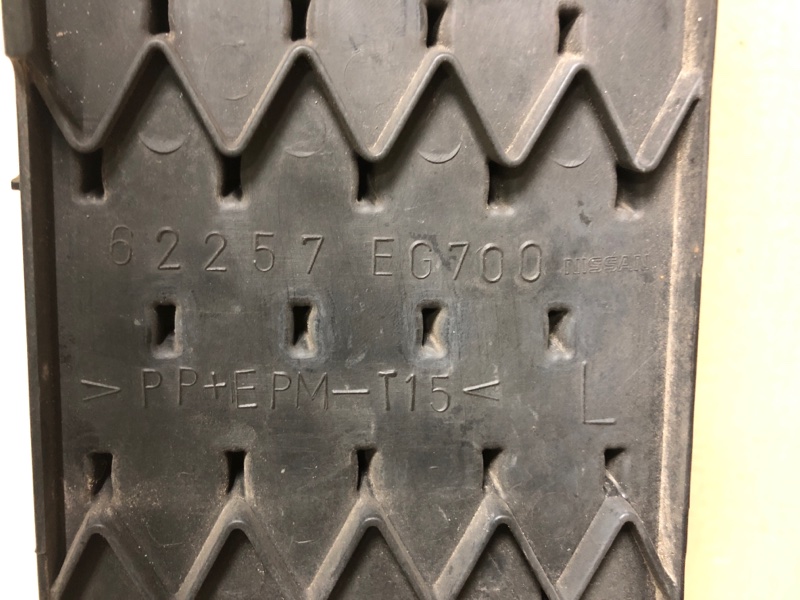 62257 EG700 NISSAN
>PP+EPM-T15< L